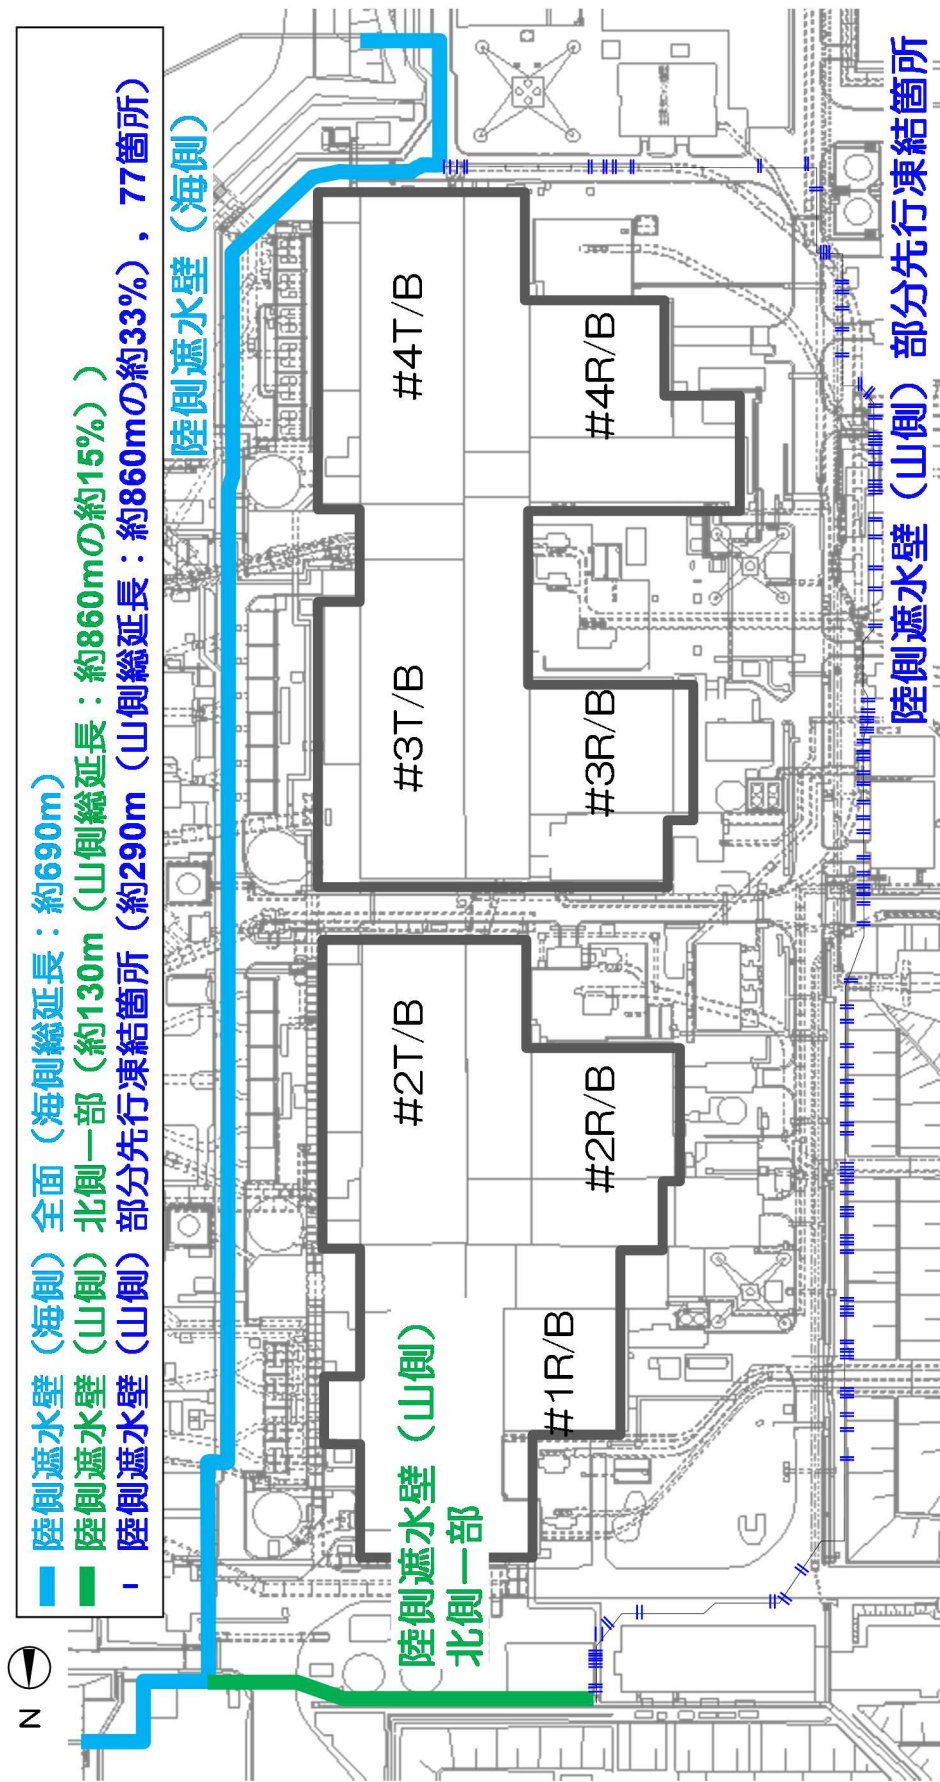 N
陸側遮水壁（海側）全面（海側総延長：約690m）
陸側遮水壁（山側）北側一部（約130m（山側総延長：約860mの約15%））
陸側遮水壁（山側）部分先行凍結箇所（約290m（山側総延長：約860mの約33%），77箇所）
陸側遮水壁（海側）
#2T/B
#3T/B
#4T/B
#1R/B
#2R/B
#3R/B
#4R/B
陸側遮水壁（山側）
北側一部
陸側遮水壁（山側）部分先行凍結箇所